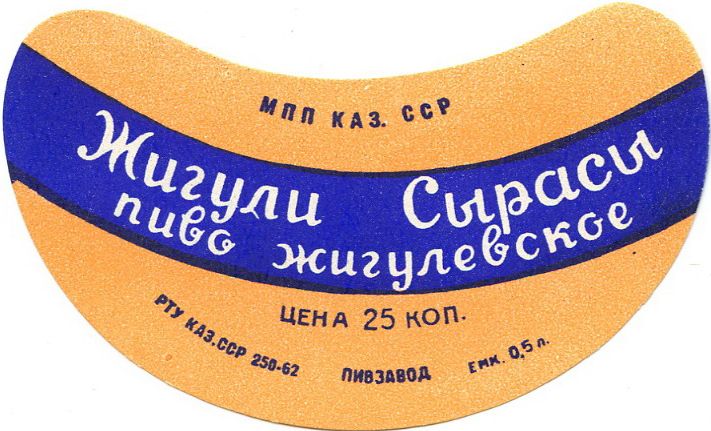 МПП КАЗ. ССР
Жигули Сырасы
пиво жигулевское
ЦЕНА 25 КОП.
РТУ КАЗ.ССР 250-62 ПИВЗАВОД ЕМК. 0,5 л.